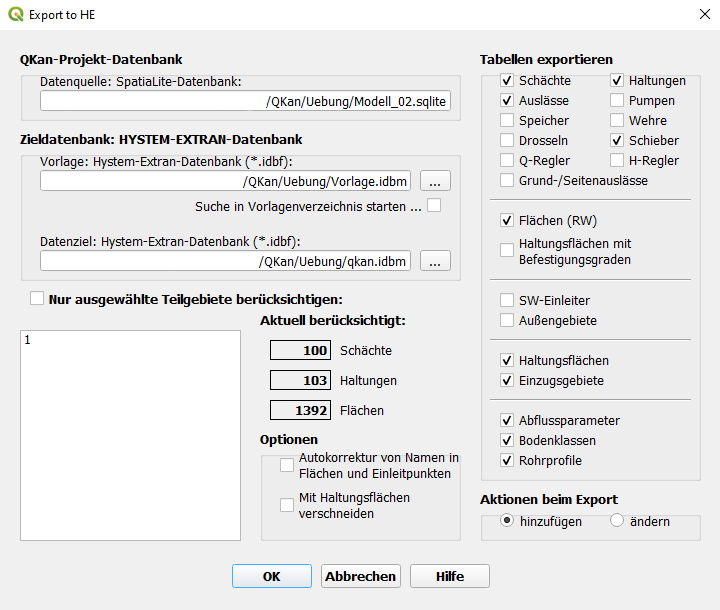 Export to HE
QKan-Projekt-Datenbank
Datenquelle: SpatiaLite-Datenbank:
/QKan/Uebung/Modell_02.sqlite
Zieldatenbank: HYSTEM-EXTRAN-Datenbank
Vorlage: Hystem-Extran-Datenbank (*.idbf):
/QKan/Uebung/Vorlage.idbm
...
Suche in Vorlagenverzeichnis starten ...
Datenziel: Hystem-Extran-Datenbank (*.idbf):
/QKan/Uebung/qkan.idbm
...
Nur ausgewählte Teilgebiete berücksichtigen:
1
Aktuell berücksichtigt:
100 Schächte
103 Haltungen
1392 Flächen
Optionen
Autokorrektur von Namen in
Flächen und Einleitpunkten
Mit Haltungsflächen
verschneiden
Tabellen exportieren
Schächte Haltungen
Auslässe Pumpen
Speicher Wehre
Drosseln Schieber
Q-Regler H-Regler
Grund-/Seitenauslässe
Flächen (RW)
Haltungsflächen mit
Befestigungsgraden
SW-Einleiter
Außengebiete
Haltungsflächen
Einzugsgebiete
Abflussparameter
Bodenklassen
Rohrprofile
Aktionen beim Export
hinzufügen ändern
OK Abbrechen Hilfe